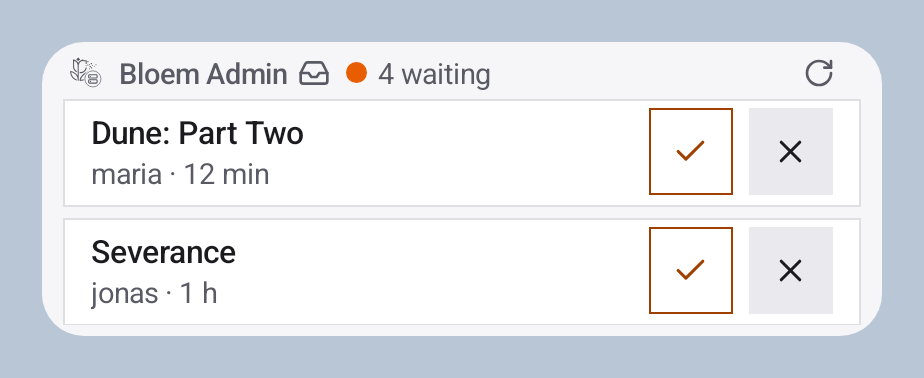 Bloem Admin 4 waiting
Dune: Part Two
maria · 12 min
Severance
jonas · 1 h